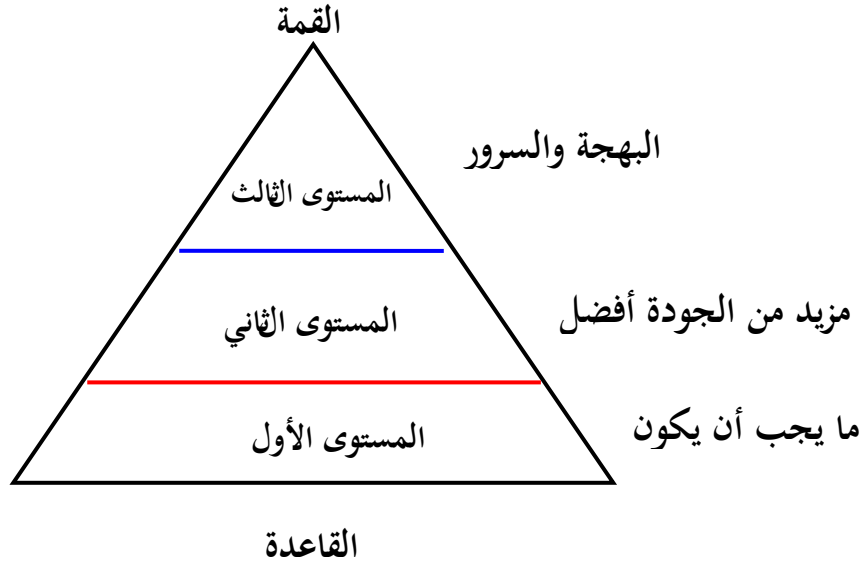 القمة
البهجة والسرور
المستوى الثالث
مزيد من الجودة أفضل
المستوى الثاني
ما يجب أن يكون
المستوى الأول
القاعدة